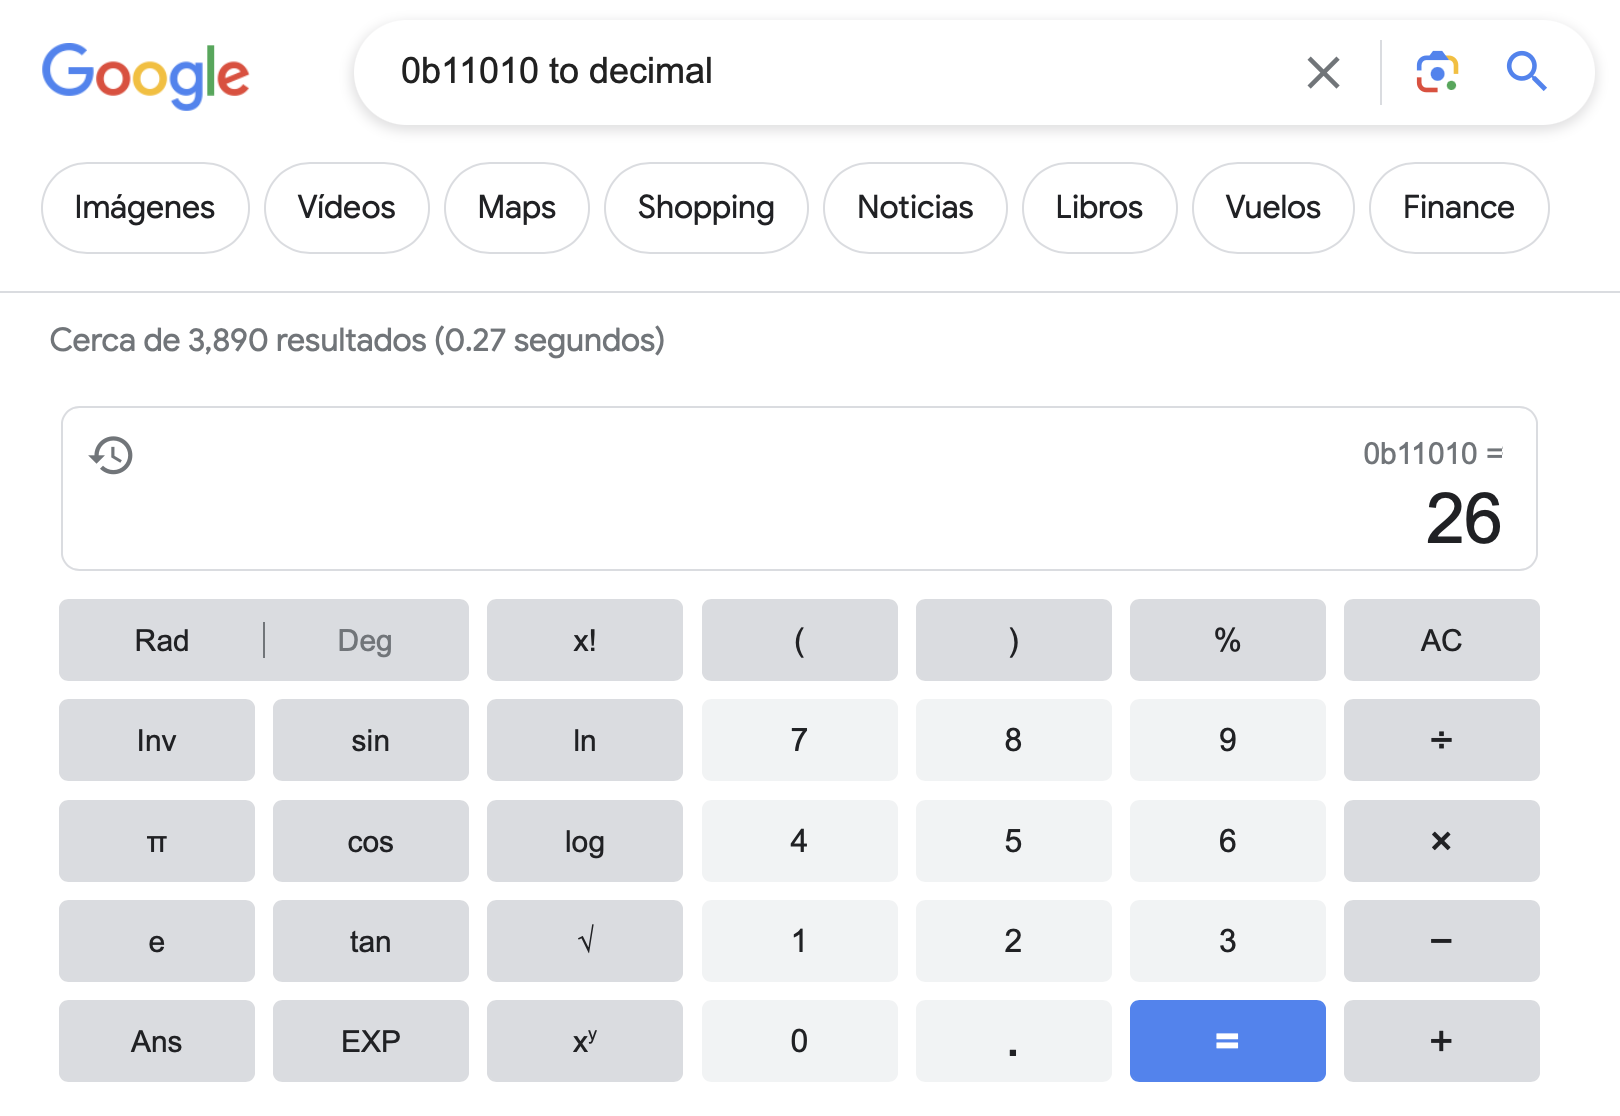 Google
0b11010 to decimal
Imágenes Vídeos Maps Shopping Noticias Libros Vuelos Finance
Cerca de 3,890 resultados (0.27 segundos)
0b11010 =
26
Rad | Deg x! ( ) % AC
Inv sin ln 7 8 9 ÷
π cos log 4 5 6 ×
e tan √ 1 2 3 −
Ans EXP xʸ 0 . = +